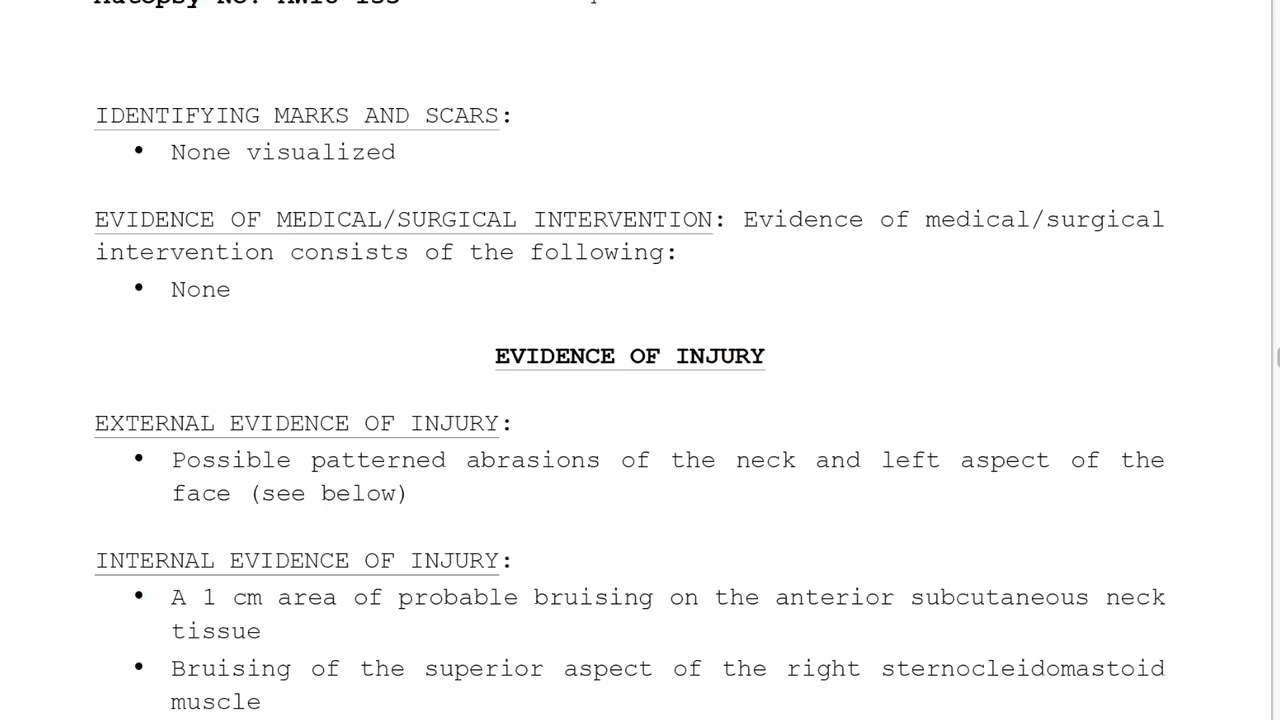 IDENTIFYING MARKS AND SCARS:
• None visualized
EVIDENCE OF MEDICAL/SURGICAL INTERVENTION: Evidence of medical/surgical
intervention consists of the following:
• None
EVIDENCE OF INJURY
EXTERNAL EVIDENCE OF INJURY:
• Possible patterned abrasions of the neck and left aspect of the
face (see below)
INTERNAL EVIDENCE OF INJURY:
• A 1 cm area of probable bruising on the anterior subcutaneous neck
tissue
• Bruising of the superior aspect of the right sternocleidomastoid
muscle